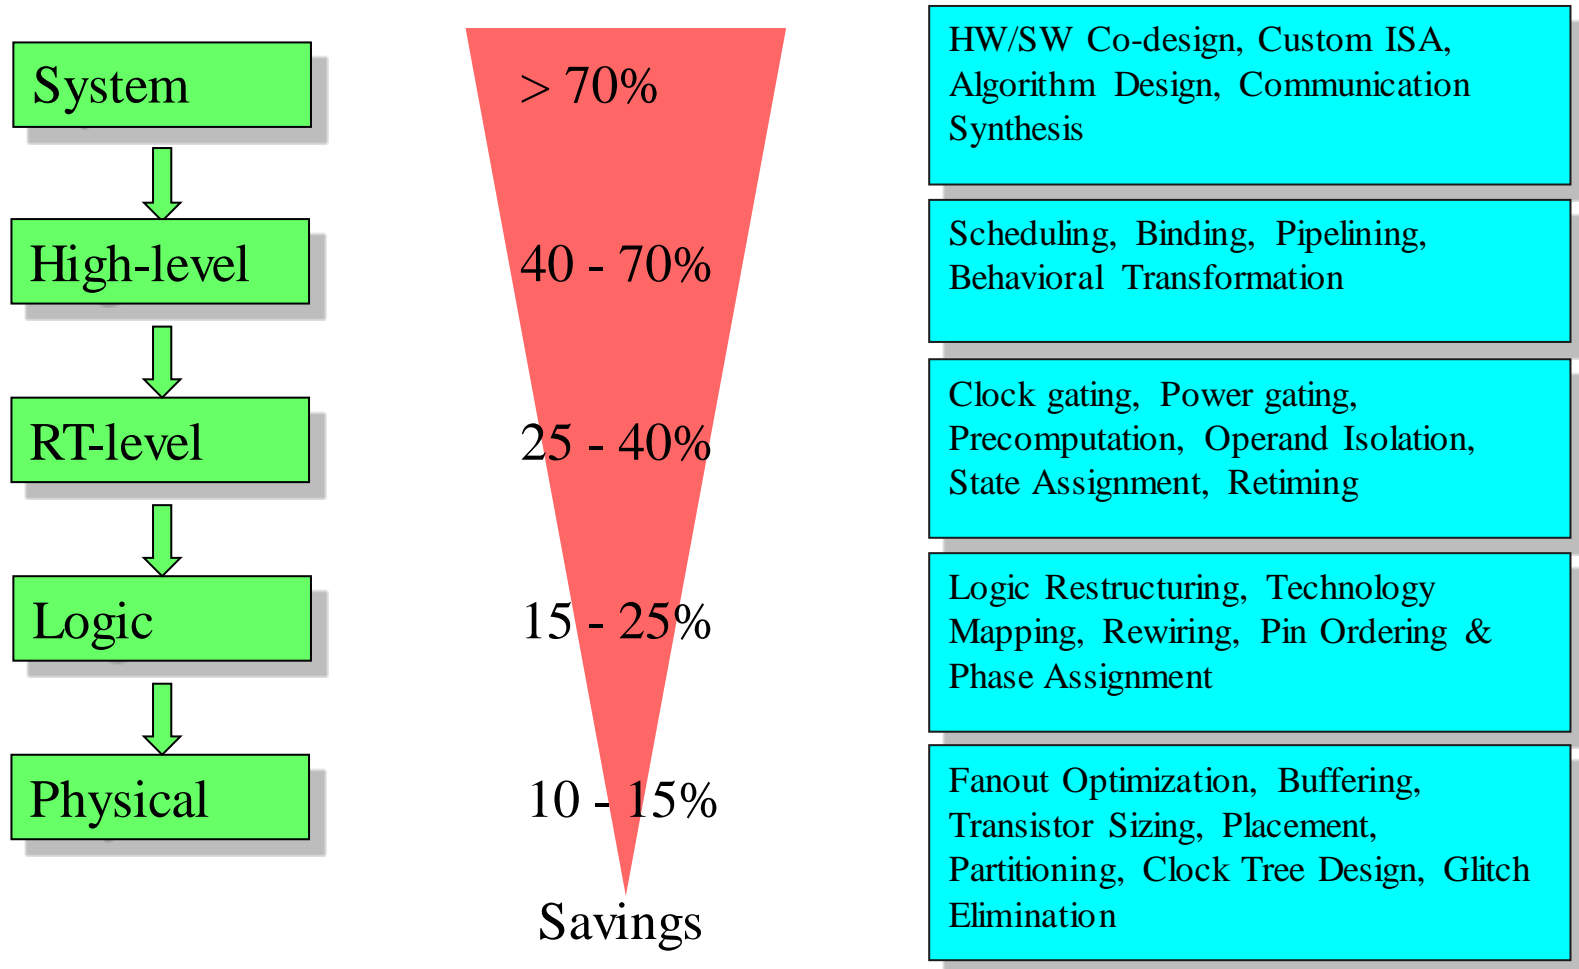 System
> 70%
HW/SW Co-design, Custom ISA,
Algorithm Design, Communication
Synthesis
High-level
40 - 70%
Scheduling, Binding, Pipelining,
Behavioral Transformation
RT-level
25 - 40%
Clock gating, Power gating,
Precomputation, Operand Isolation,
State Assignment, Retiming
Logic
15 - 25%
Logic Restructuring, Technology
Mapping, Rewiring, Pin Ordering &
Phase Assignment
Physical
10 - 15%
Fanout Optimization, Buffering,
Transistor Sizing, Placement,
Partitioning, Clock Tree Design, Glitch
Elimination
Savings